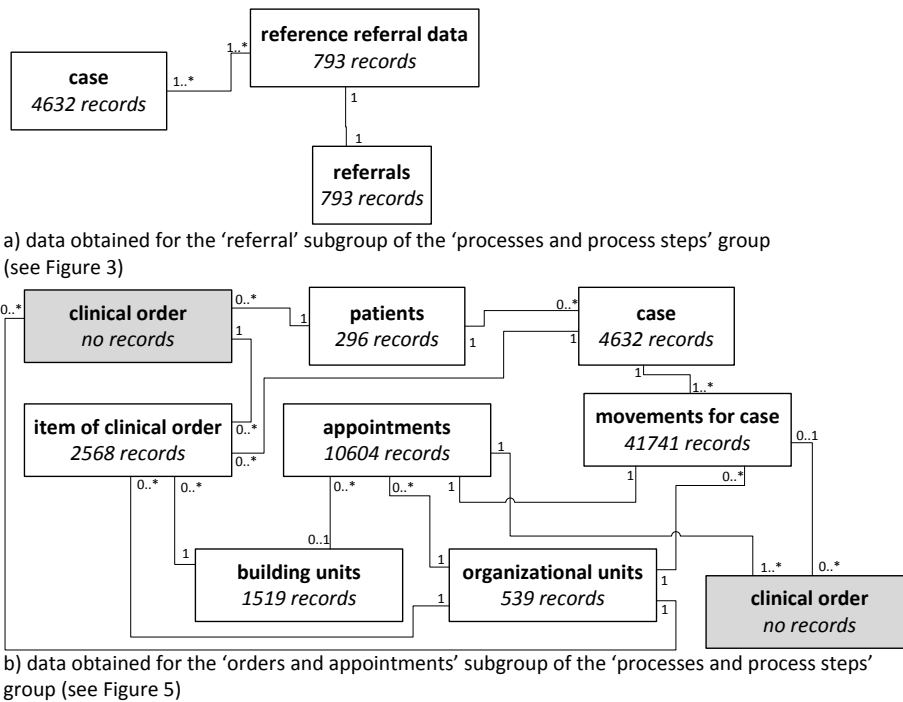 reference referral data
793 records
1..*
case
4632 records
1..*
1
1
referrals
793 records
a) data obtained for the ‘referral’ subgroup of the ‘processes and process steps’ group
(see Figure 3)
0..*
clinical order
no records
0..*
1
1
patients
296 records
1
0..*
case
4632 records
1
1
1..*
item of clinical order
2568 records
0..*
0..*
0..*
0..*
appointments
10604 records
1
0..*
0..*
1
movements for case
41741 records
0..1
1
0..*
0..*
1
0..1
building units
1519 records
1
1
organizational units
539 records
1
1
1..*
clinical order
no records
b) data obtained for the ‘orders and appointments’ subgroup of the ‘processes and process steps’
group (see Figure 5)